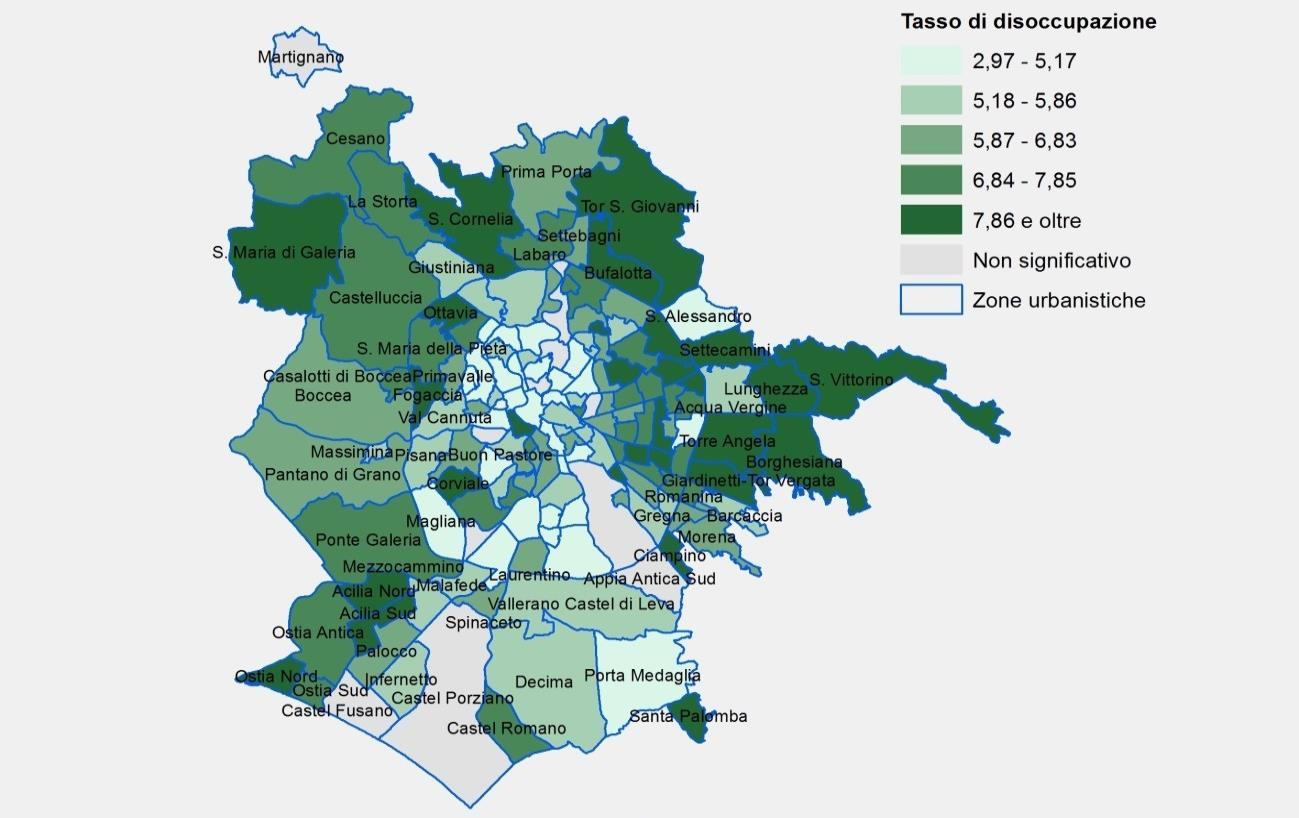 Tasso di disoccupazione
2,97 - 5,17
5,18 - 5,86
5,87 - 6,83
6,84 - 7,85
7,86 e oltre
Non significativo
Zone urbanistiche
Martignano
Cesano
Prima Porta
La Storta
Tor S. Giovanni
S. Cornelia
Settebagni
S. Maria di Galeria
Labaro
Giustiniana
Bufalotta
Castelluccia
Ottavia
S. Alessandro
S. Maria della Pietà
Settecamini
Casalotti di Boccea
Primavalle
S. Vittorino
Boccea
Fogaccia
Lunghezza
Acqua Vergine
Val Cannuta
Torre Angela
Massimina
Pisana
Buon Pastore
Borghesiana
Pantano di Grano
Corviale
Giardinetti-Tor Vergata
Romanina
Magliana
Gregna
Barcaccia
Ponte Galeria
Morena
Ciampino
Mezzocammino
Laurentino
Appia Antica Sud
Acilia Nord
Malafede
Vallerano
Castel di Leva
Acilia Sud
Spinaceto
Ostia Antica
Palocco
Ostia Nord
Infernetto
Decima
Porta Medaglia
Ostia Sud
Castel Porziano
Castel Fusano
Santa Palomba
Castel Romano